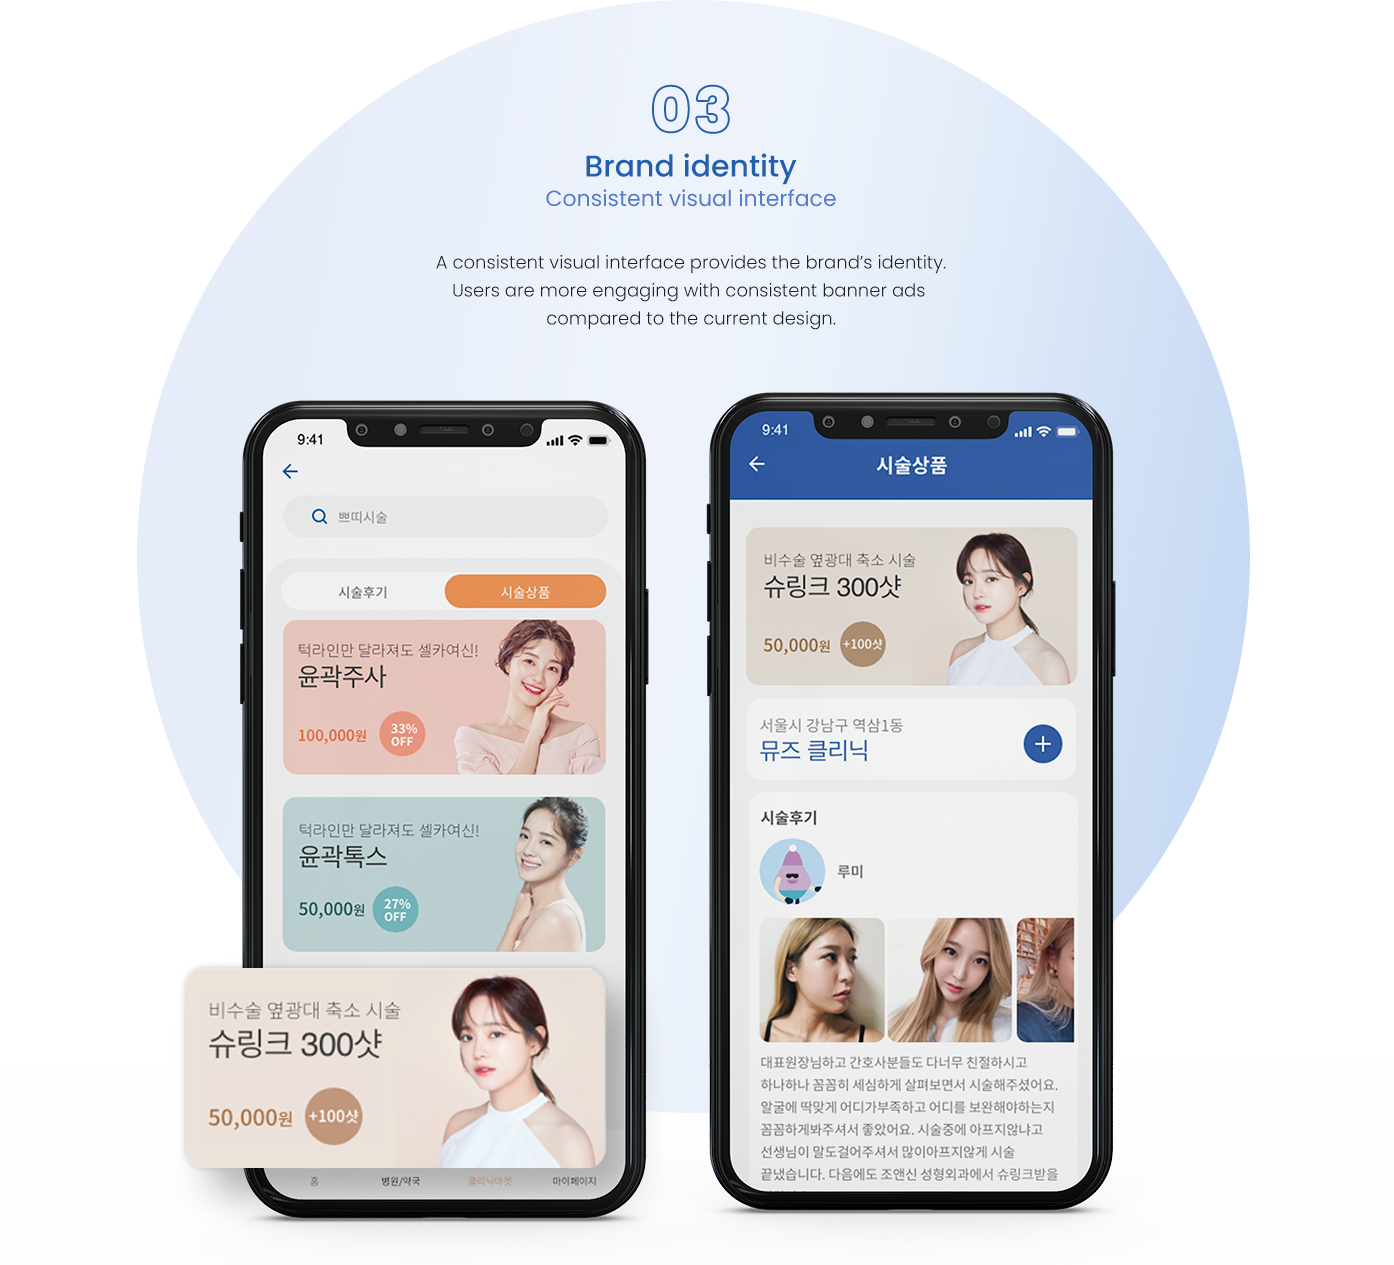 03
Brand identity
Consistent visual interface
A consistent visual interface provides the brand’s identity.
Users are more engaging with consistent banner ads
compared to the current design.
9:41
쁘띠시술
시술후기
시술상품
턱라인만 달라져도 셀카여신!
윤곽주사
100,000원
33%
OFF
턱라인만 달라져도 셀카여신!
윤곽톡스
50,000원
27%
OFF
비수술 옆광대 축소 시술
슈링크 300샷
50,000원
+100샷
홈
병원/약국
클리닉마켓
마이페이지
9:41
시술상품
비수술 옆광대 축소 시술
슈링크 300샷
50,000원
+100샷
서울시 강남구 역삼1동
뮤즈 클리닉
시술후기
루미
대표원장님하고 간호사분들도 다너무 친절하시고
하나하나 꼼꼼히 세심하게 살펴보면서 시술해주셨어요.
얼굴에 딱맞게 어디가부족하고 어디를 보완해야하는지
꼼꼼하게봐주셔서 좋았어요. 시술중에 아프지않냐고
선생님이 말도걸어주셔서 많이아프지않게 시술
끝냈습니다. 다음에도 조앤신 성형외과에서 슈링크받을